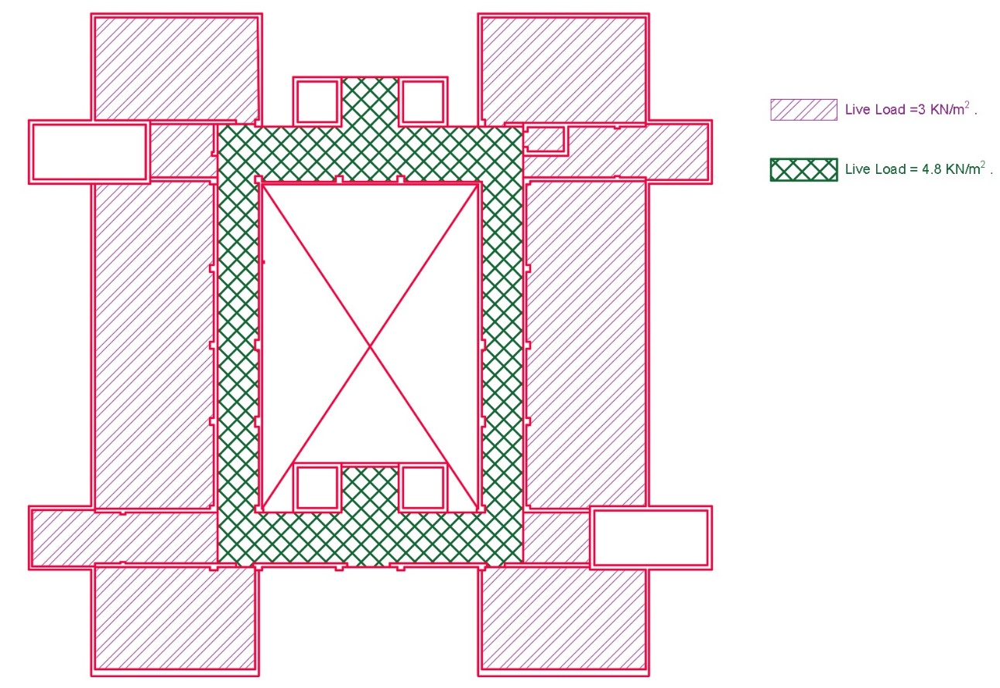 Live Load =3 KN/m² .
Live Load = 4.8 KN/m² .